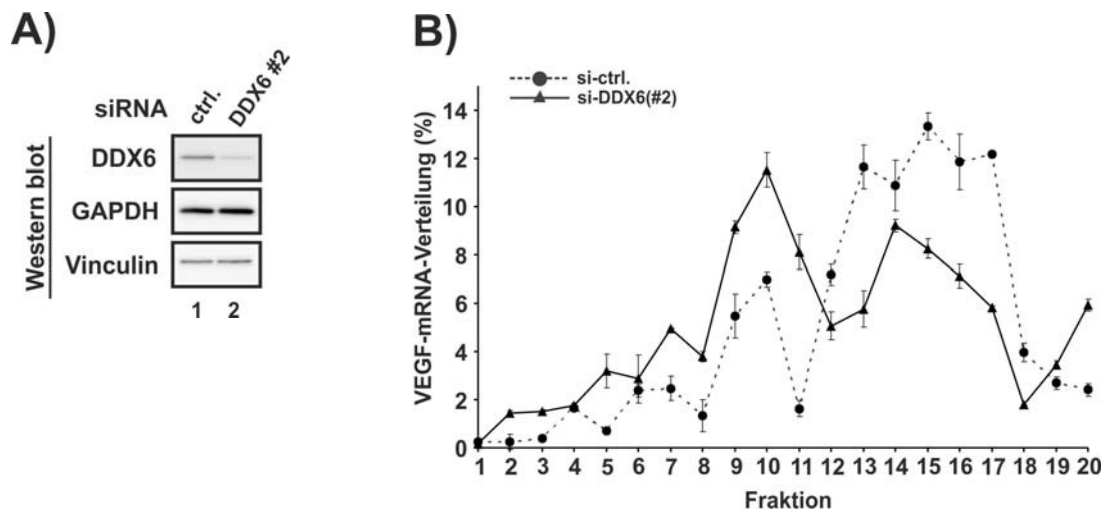 A)
siRNA
ctrl.
DDX6 #2
Western blot
DDX6
GAPDH
Vinculin
1 2
B)
si-ctrl.
si-DDX6(#2)
VEGF-mRNA-Verteilung (%)
14
12
10
8
6
4
2
0
1 2 3 4 5 6 7 8 9 10 11 12 13 14 15 16 17 18 19 20
Fraktion